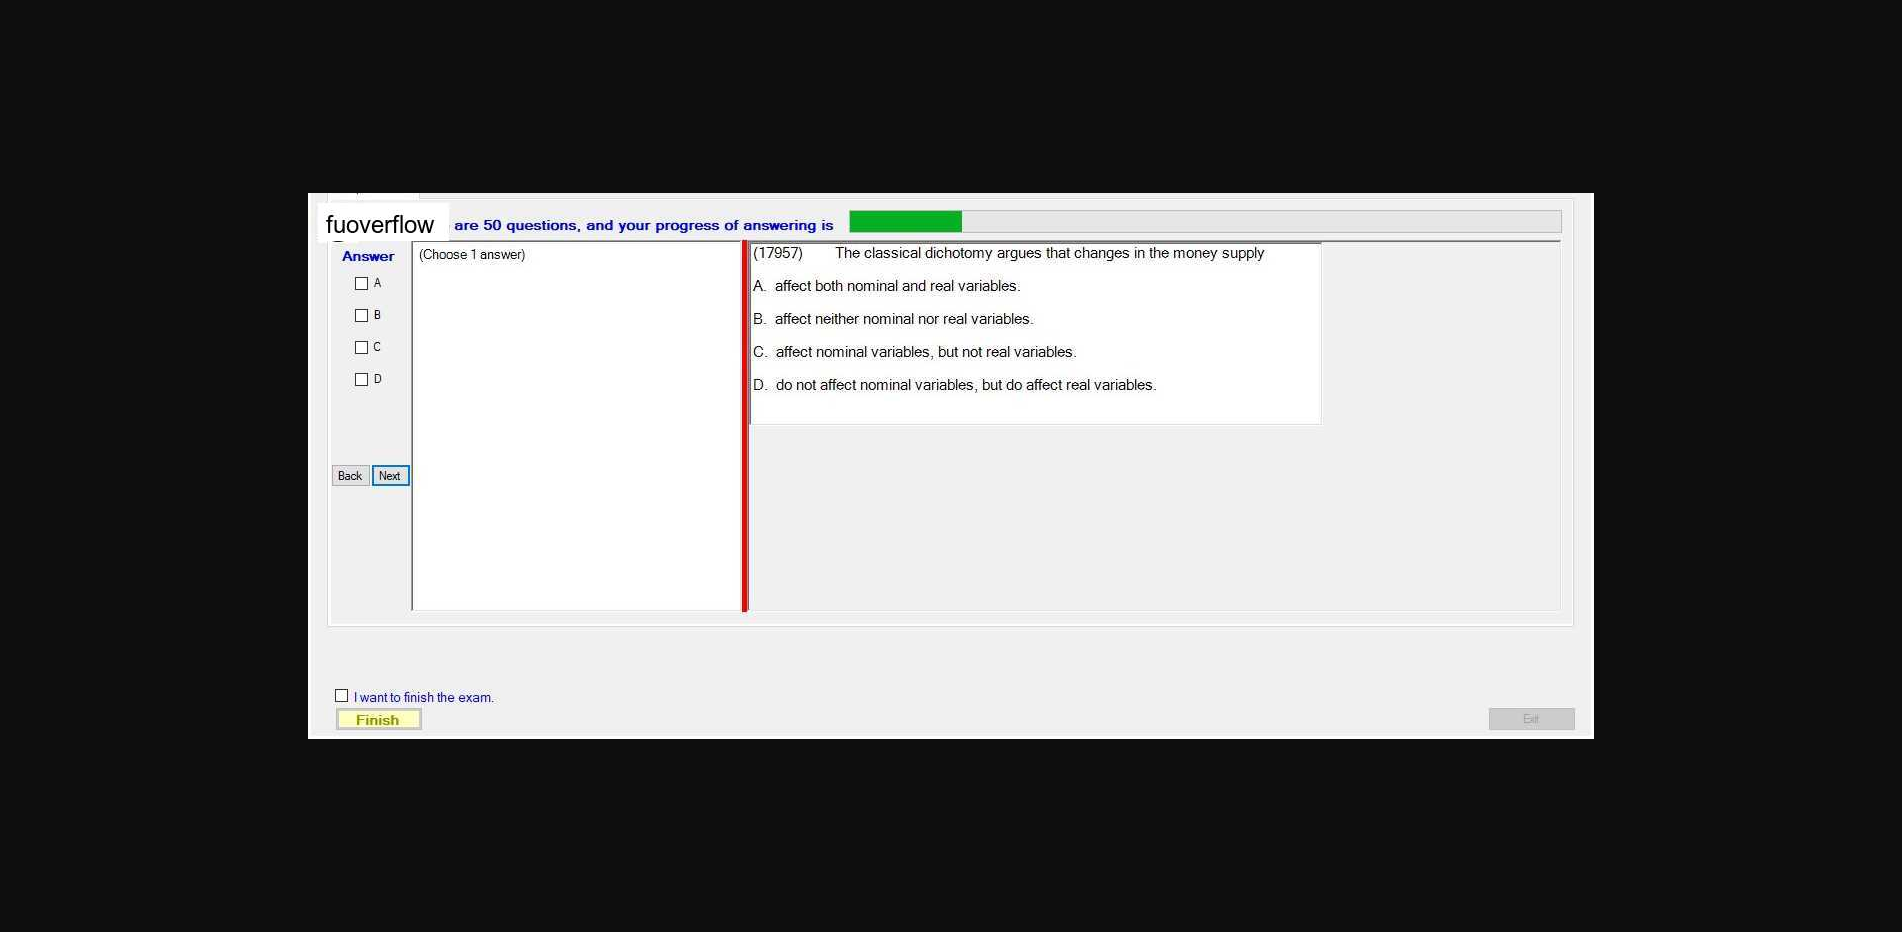 fuoverflow are 50 questions, and your progress of answering is
Answer
(Choose 1 answer)
(17957) The classical dichotomy argues that changes in the money supply
A
A. affect both nominal and real variables.
B
B. affect neither nominal nor real variables.
C
C. affect nominal variables, but not real variables.
D
D. do not affect nominal variables, but do affect real variables.
Back Next
I want to finish the exam.
Finish
Exit